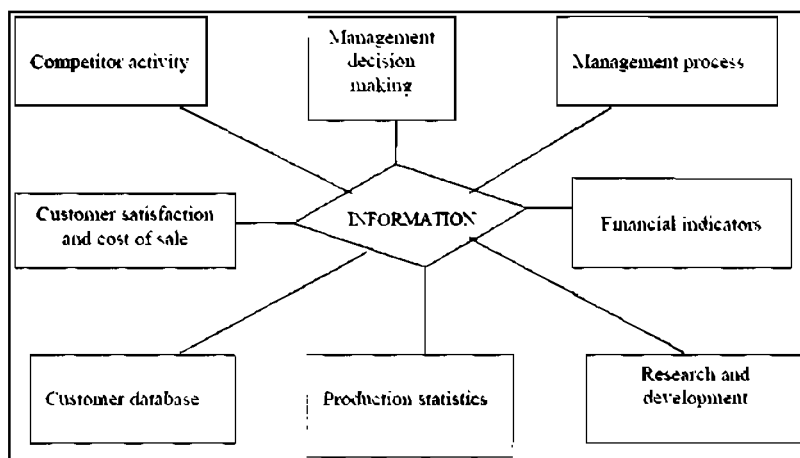 Competitor activity
Management
decision
making
Management process
Customer satisfaction
and cost of sale
INFORMATION
Financial indicators
Customer database
Production statistics
Research and
development